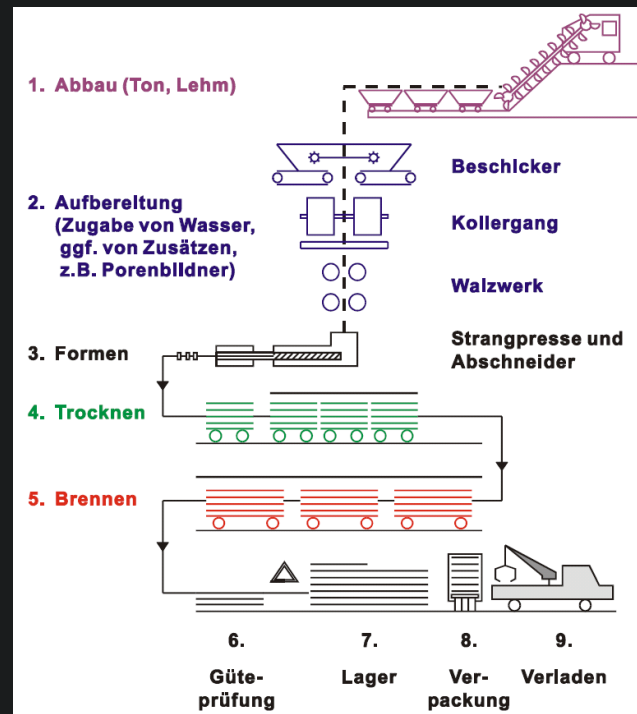 1. Abbau (Ton, Lehm)
Beschicker
2. Aufbereitung
(Zugabe von Wasser,
ggf. von Zusätzen,
z.B. Porenbildner)
Kollergang
Walzwerk
3. Formen
Strangpresse und
Abschneider
4. Trocknen
5. Brennen
6.
7.
8.
9.
Güte-
prüfung
Lager
Ver-
packung
Verladen